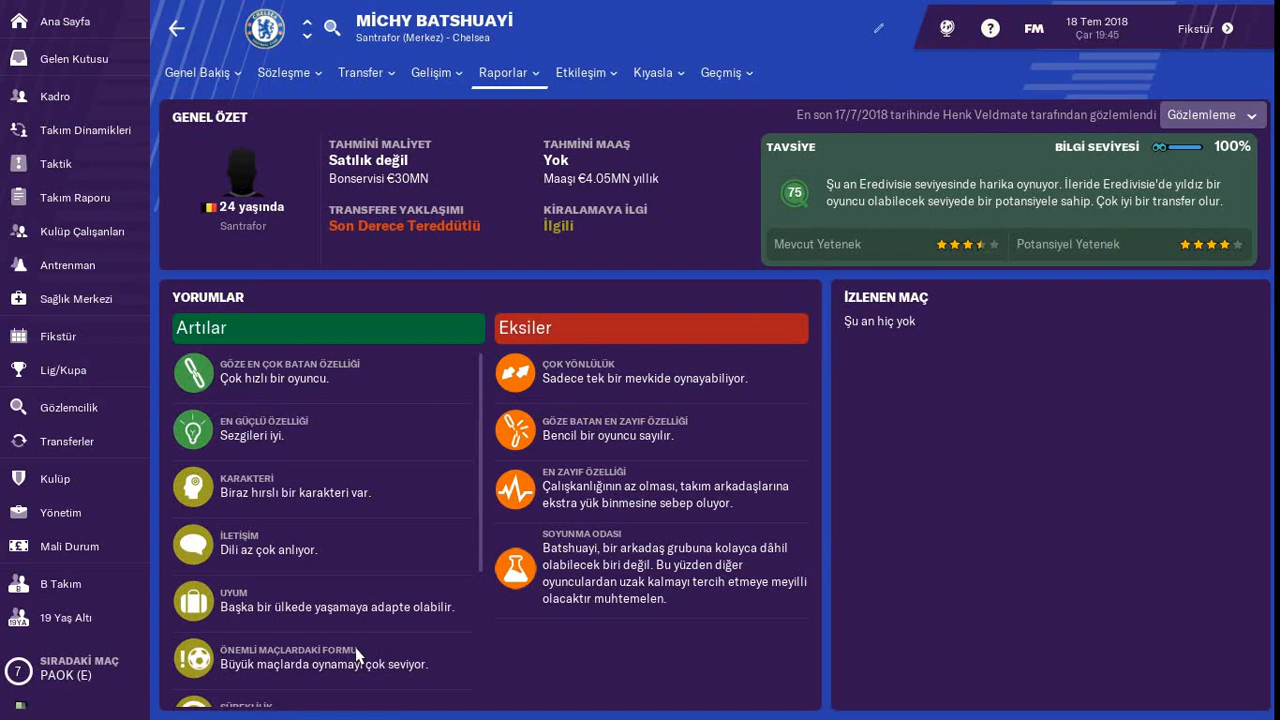 Ana Sayfa
Gelen Kutusu
Kadro
Takım Dinamikleri
Taktik
Takım Raporu
Kulüp Çalışanları
Antrenman
Sağlık Merkezi
Fikstür
Lig/Kupa
Gözlemcilik
Transferler
Kulüp
Yönetim
Mali Durum
B
B Takım
19YA
19 Yaş Altı
7
SIRADAKİ MAÇ
PAOK (E)
MİCHY BATSHUAYİ
Santrafor (Merkez) - Chelsea
?
FM
18 Tem 2018
Çar 19:45
Fikstür
Genel Bakış
Sözleşme
Transfer
Gelişim
Raporlar
Etkileşim
Kıyasla
Geçmiş
GENEL ÖZET
En son 17/7/2018 tarihinde Henk Veldmate tarafından gözlemlendi
Gözlemleme
24 yaşında
Santrafor
TAHMİNİ MALİYET
Satılık değil
Bonservisi €30MN
TAHMİNİ MAAŞ
Yok
Maaşı €4.05MN yıllık
TRANSFERE YAKLAŞIMI
Son Derece Tereddütlü
KİRALAMAYA İLGİ
İlgili
TAVSİYE
BİLGİ SEVİYESİ
100%
75
Şu an Eredivisie seviyesinde harika oynuyor. İleride Eredivisie'de yıldız bir
oyuncu olabilecek seviyede bir potansiyele sahip. Çok iyi bir transfer olur.
Mevcut Yetenek
Potansiyel Yetenek
YORUMLAR
Artılar
GÖZE EN ÇOK BATAN ÖZELLİĞİ
Çok hızlı bir oyuncu.
EN GÜÇLÜ ÖZELLİĞİ
Sezgileri iyi.
KARAKTERİ
Biraz hırslı bir karakteri var.
İLETİŞİM
Dili az çok anlıyor.
UYUM
Başka bir ülkede yaşamaya adapte olabilir.
ÖNEMLİ MAÇLARDAKİ FORMU
Büyük maçlarda oynamayı çok seviyor.
SÜREKLİLİK
Eksiler
ÇOK YÖNLÜLÜK
Sadece tek bir mevkide oynayabiliyor.
GÖZE BATAN EN ZAYIF ÖZELLİĞİ
Bencil bir oyuncu sayılır.
EN ZAYIF ÖZELLİĞİ
Çalışkanlığının az olması, takım arkadaşlarına
ekstra yük binmesine sebep oluyor.
SOYUNMA ODASI
Batshuayi, bir arkadaş grubuna kolayca dâhil
olabilecek biri değil. Bu yüzden diğer
oyunculardan uzak kalmayı tercih etmeye meyilli
olacaktır muhtemelen.
İZLENEN MAÇ
Şu an hiç yok